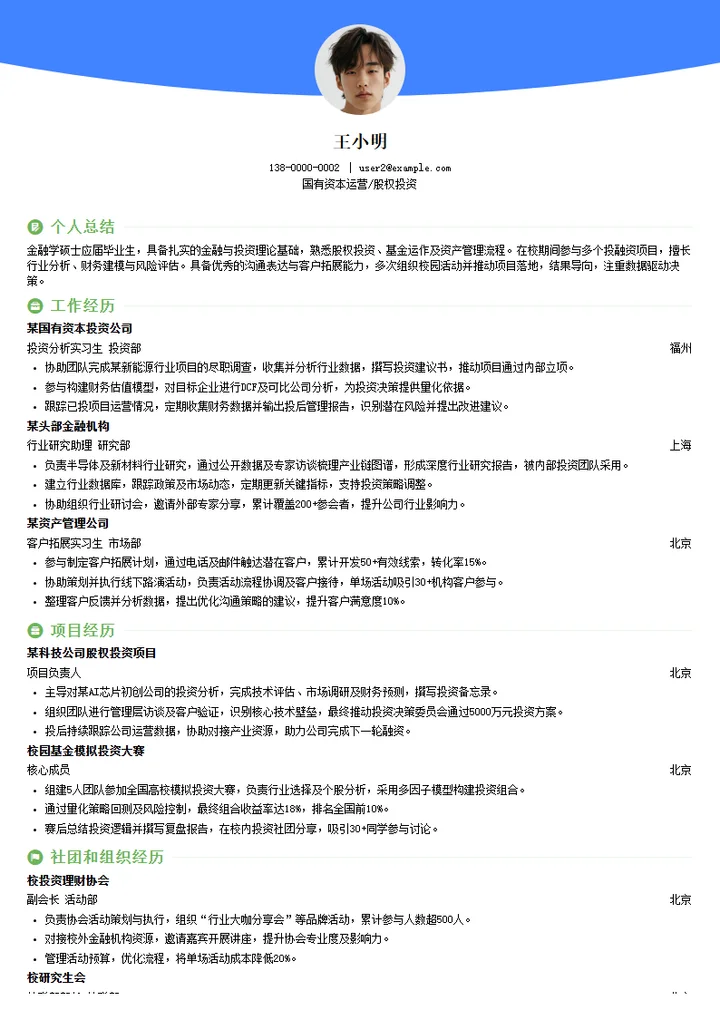 王小明
138-0000-0002 | user2@example.com
国有资本运营/股权投资
个人总结
金融学硕士应届毕业生，具备扎实的金融与投资理论基础，熟悉股权投资、基金运作及资产管理流程。在校期间参与多个投融资项目，擅长
行业分析、财务建模与风险评估。具备优秀的沟通表达与客户拓展能力，多次组织校园活动并推动项目落地，结果导向，注重数据驱动决
策。
工作经历
某国有资本投资公司
投资分析实习生 投资部 福州
• 协助团队完成某新能源行业项目的尽职调查，收集并分析行业数据，撰写投资建议书，推动项目通过内部立项。
• 参与构建财务估值模型，对目标企业进行DCF及可比公司分析，为投资决策提供量化依据。
• 跟踪已投项目运营情况，定期收集财务数据并输出投后管理报告，识别潜在风险并提出改进建议。
某头部金融机构
行业研究助理 研究部 上海
• 负责半导体及新材料行业研究，通过公开数据及专家访谈梳理产业链图谱，形成深度行业研究报告，被内部投资团队采用。
• 建立行业数据库，跟踪政策及市场动态，定期更新关键指标，支持投资策略调整。
• 协助组织行业研讨会，邀请外部专家分享，累计覆盖200+参会者，提升公司行业影响力。
某资产管理公司
客户拓展实习生 市场部 北京
• 参与制定客户拓展计划，通过电话及邮件触达潜在客户，累计开发50+有效线索，转化率15%。
• 协助策划并执行线下路演活动，负责活动流程协调及客户接待，单场活动吸引30+机构客户参与。
• 整理客户反馈并分析数据，提出优化沟通策略的建议，提升客户满意度10%。
项目经历
某科技公司股权投资项目
项目负责人 北京
• 主导对某AI芯片初创公司的投资分析，完成技术评估、市场调研及财务预测，撰写投资备忘录。
• 组织团队进行管理层访谈及客户验证，识别核心技术壁垒，最终推动投资决策委员会通过5000万元投资方案。
• 投后持续跟踪公司运营数据，协助对接产业资源，助力公司完成下一轮融资。
校园基金模拟投资大赛
核心成员 北京
• 组建5人团队参加全国高校模拟投资大赛，负责行业选择及个股分析，采用多因子模型构建投资组合。
• 通过量化策略回测及风险控制，最终组合收益率达18%，排名全国前10%。
• 赛后总结投资逻辑并撰写复盘报告，在校内投资社团分享，吸引30+同学参与讨论。
社团和组织经历
校投资理财协会
副会长 活动部 北京
• 负责协会活动策划与执行，组织“行业大咖分享会”等品牌活动，累计参与人数超500人。
• 对接校外金融机构资源，邀请嘉宾开展讲座，提升协会专业度及影响力。
• 管理活动预算，优化流程，将单场活动成本降低20%。
校研究生会